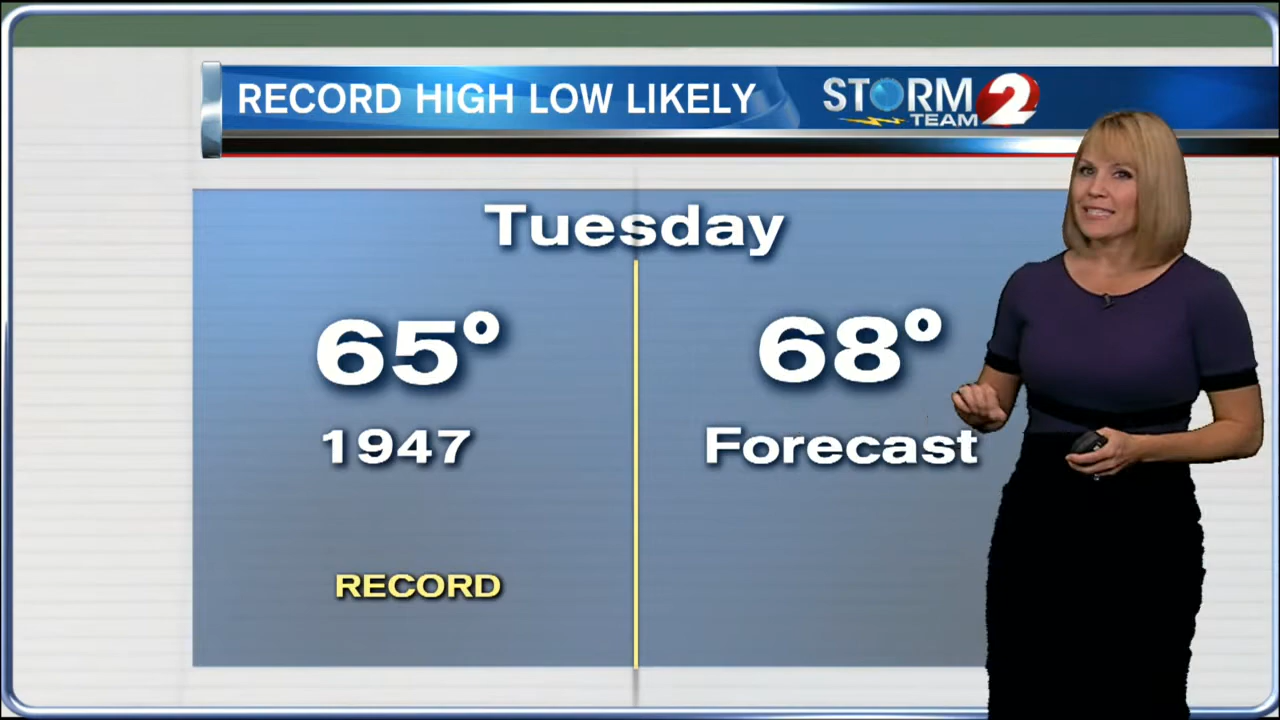 RECORD HIGH LOW LIKELY
STORM
TEAM
2
Tuesday
65°
68°
1947
Forecast
RECORD